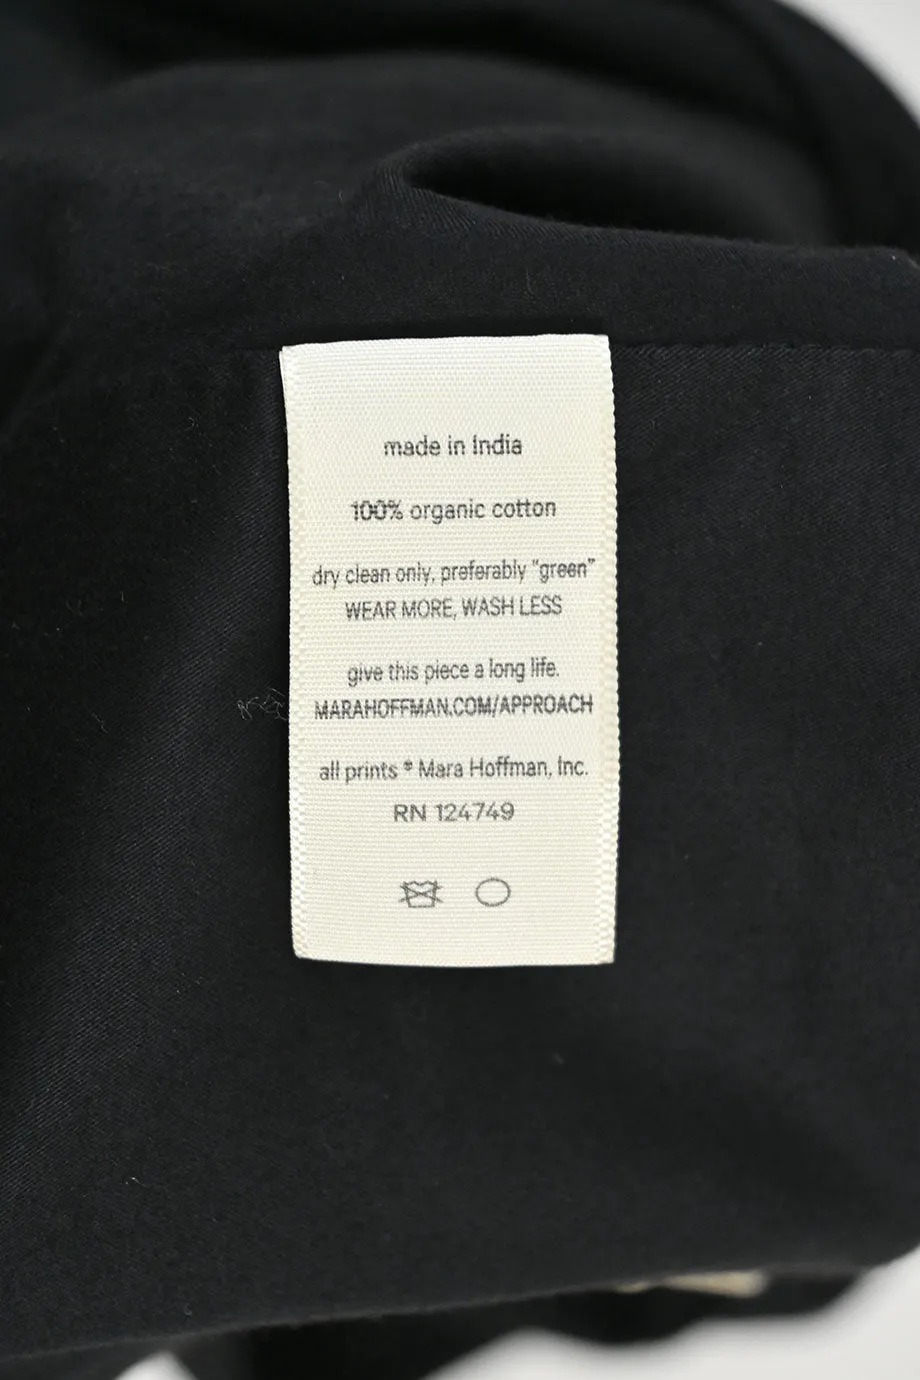 made in India
100% organic cotton
dry clean only, preferably "green"
WEAR MORE, WASH LESS
give this piece a long life.
MARAHOFFMAN.COM/APPROACH
all prints ® Mara Hoffman, Inc.
RN 124749